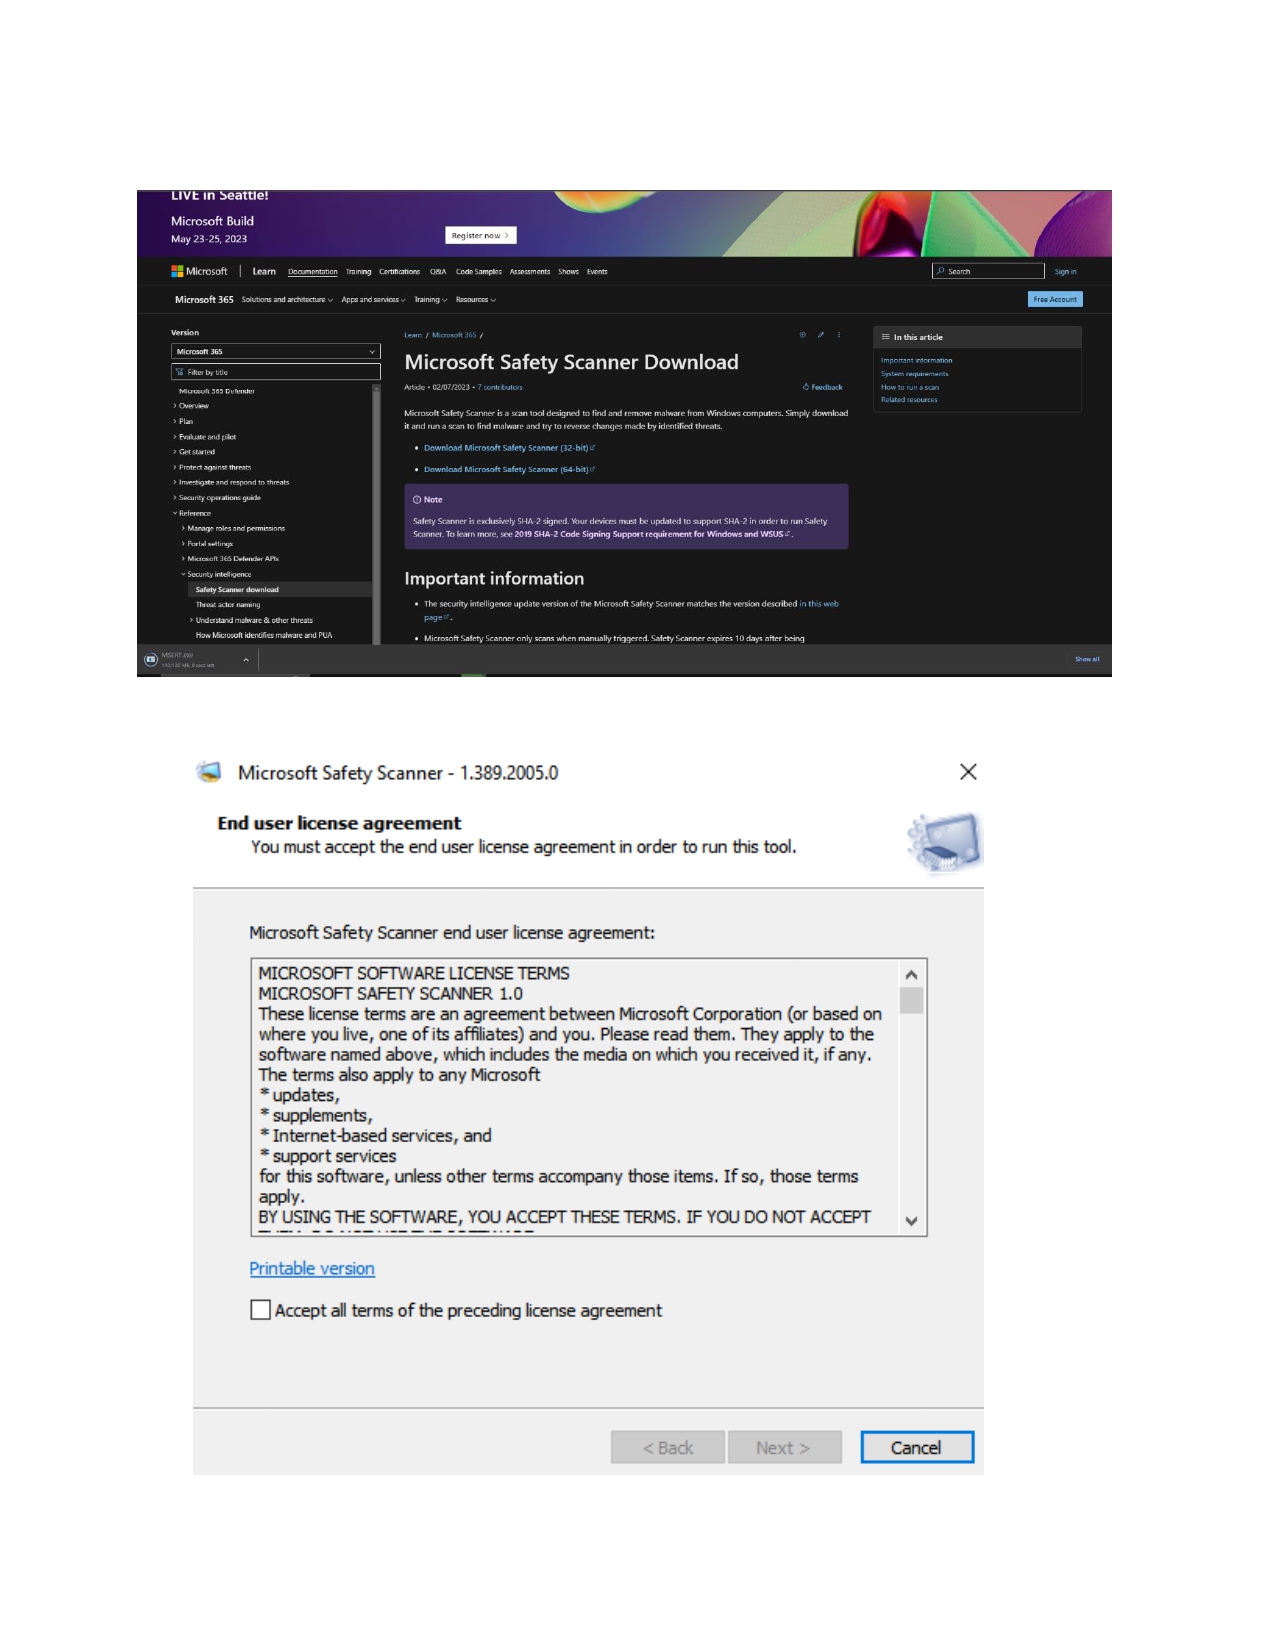 LIVE in Seattle!
Microsoft Build
May 23-25, 2023
Register now
Microsoft
Learn Documentation Training Certifications Q&A Code Samples Assessments Shows Events
Search
Sign in
Microsoft 365 Solutions and architecture Apps and services Training Resources
Free Account
Version
Microsoft 365
Filter by title
Microsoft 365 Defender
Overview
Plan
Evaluate and pilot
Get started
Protect against threats
Investigate and respond to threats
Security operations guide
Reference
Manage roles and permissions
Portal settings
Microsoft 365 Defender APIs
Security intelligence
Safety Scanner download
Threat actor naming
Understand malware & other threats
How Microsoft identifies malware and PUA
Learn / Microsoft 365 /
Microsoft Safety Scanner Download
Article • 02/07/2023 • 7 contributors
Feedback
Microsoft Safety Scanner is a scan tool designed to find and remove malware from Windows computers. Simply download
it and run a scan to find malware and try to reverse changes made by identified threats.
• Download Microsoft Safety Scanner (32-bit)
• Download Microsoft Safety Scanner (64-bit)
Note
Safety Scanner is exclusively SHA-2 signed. Your devices must be updated to support SHA-2 in order to run Safety
Scanner. To learn more, see 2019 SHA-2 Code Signing Support requirement for Windows and WSUS.
Important information
• The security intelligence update version of the Microsoft Safety Scanner matches the version described in this web
page.
• Microsoft Safety Scanner only scans when manually triggered. Safety Scanner expires 10 days after being
In this article
Important information
System requirements
How to run a scan
Related resources
MSERT.exe
Show all
Microsoft Safety Scanner - 1.389.2005.0
End user license agreement
You must accept the end user license agreement in order to run this tool.
Microsoft Safety Scanner end user license agreement:
MICROSOFT SOFTWARE LICENSE TERMS
MICROSOFT SAFETY SCANNER 1.0
These license terms are an agreement between Microsoft Corporation (or based on
where you live, one of its affiliates) and you. Please read them. They apply to the
software named above, which includes the media on which you received it, if any.
The terms also apply to any Microsoft
* updates,
* supplements,
* Internet-based services, and
* support services
for this software, unless other terms accompany those items. If so, those terms
apply.
BY USING THE SOFTWARE, YOU ACCEPT THESE TERMS. IF YOU DO NOT ACCEPT
Printable version
Accept all terms of the preceding license agreement
< Back
Next >
Cancel